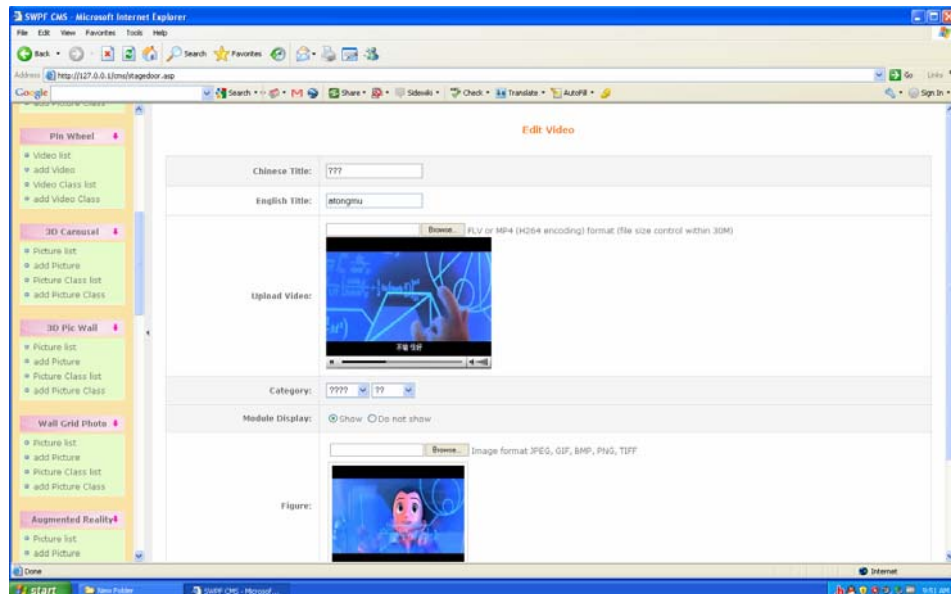 SWPF CMS - Microsoft Internet Explorer
File Edit View Favorites Tools Help
Back Search Favorites
Address http://127.0.0.1/cms/stagedoor.asp Go Links
Google Search Share Sidewiki Check Translate AutoFill Sign In
add Picture Class
Pin Wheel
Video list
add Video
Video Class list
add Video Class
3D Carousel
Picture list
add Picture
Picture Class list
add Picture Class
3D Pic Wall
Picture list
add Picture
Picture Class list
add Picture Class
Wall Grid Photo
Picture list
add Picture
Picture Class list
add Picture Class
Augmented Reality
Picture list
add Picture
Edit Video
Chinese Title: ???
English Title: atongmu
Browse... FLV or MP4 (H264 encoding) format (file size control within 30M)
Upload Video:
Category: ???? ??
Module Display: Show Do not show
Browse... Image format JPEG, GIF, BMP, PNG, TIFF
Figure:
Done Internet
start New Folder SWPF CMS - Microsof... 9:51 AM